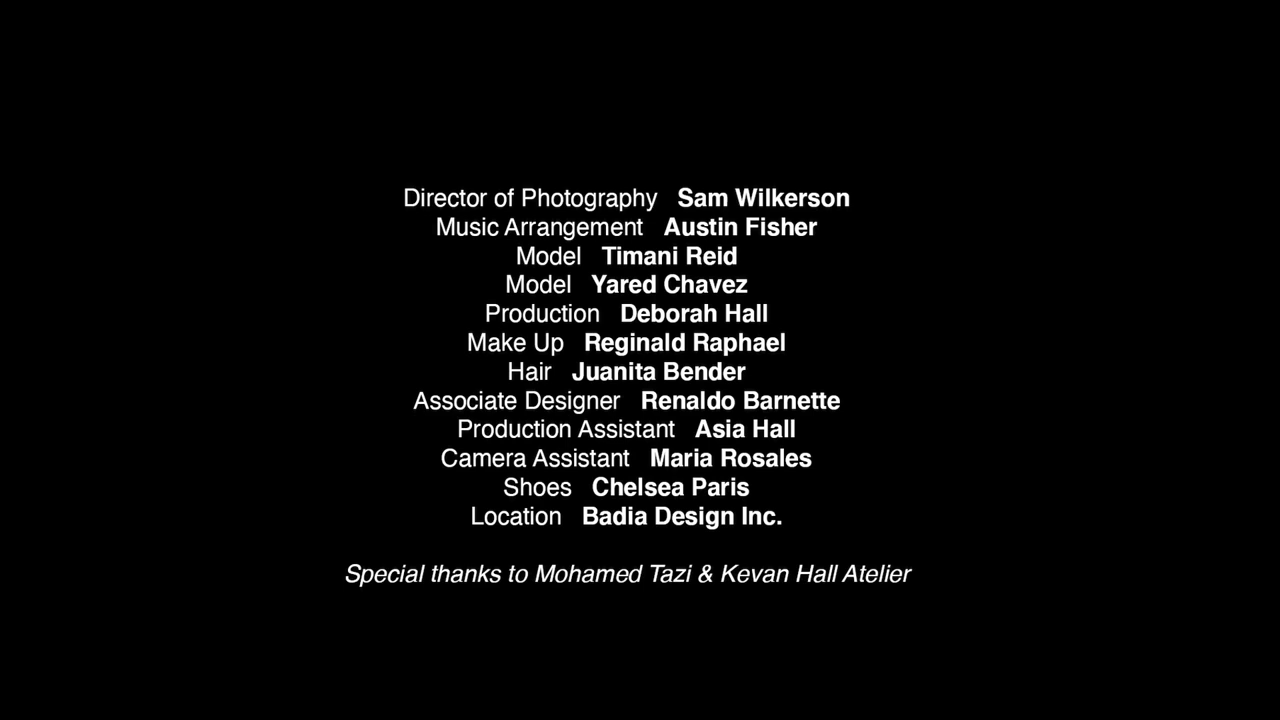 Director of Photography Sam Wilkerson
Music Arrangement Austin Fisher
Model Timani Reid
Model Yared Chavez
Production Deborah Hall
Make Up Reginald Raphael
Hair Juanita Bender
Associate Designer Renaldo Barnette
Production Assistant Asia Hall
Camera Assistant Maria Rosales
Shoes Chelsea Paris
Location Badia Design Inc.
Special thanks to Mohamed Tazi & Kevan Hall Atelier